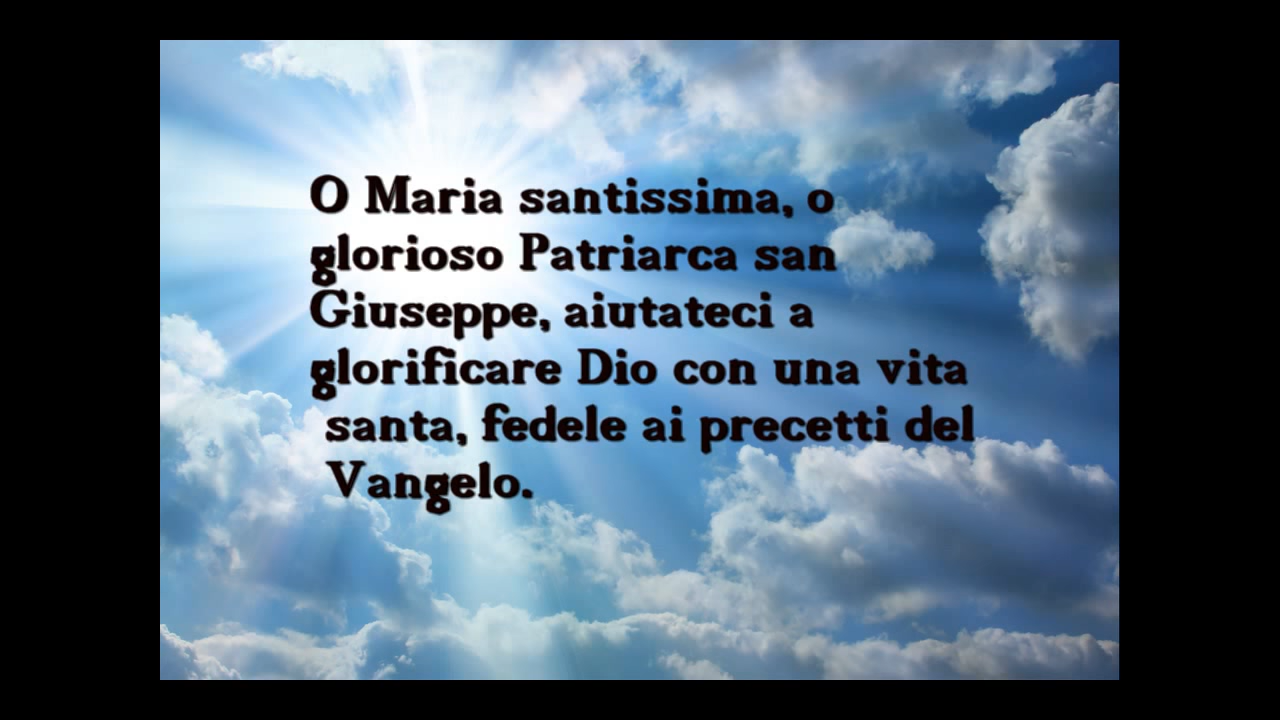 O Maria santissima, o
glorioso Patriarca san
Giuseppe, aiutateci a
glorificare Dio con una vita
santa, fedele ai precetti del
Vangelo.